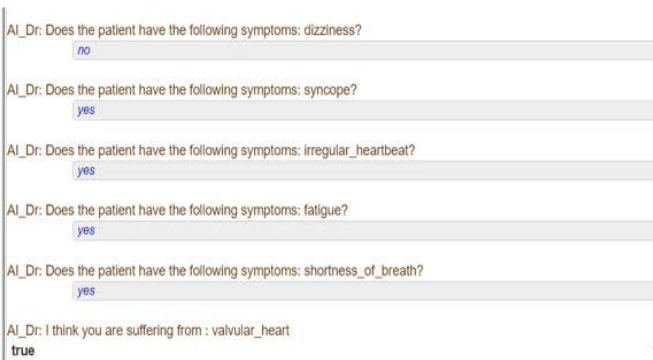 AI_Dr: Does the patient have the following symptoms: dizziness?
no
AI_Dr: Does the patient have the following symptoms: syncope?
yes
AI_Dr: Does the patient have the following symptoms: irregular_heartbeat?
yes
AI_Dr: Does the patient have the following symptoms: fatigue?
yes
AI_Dr: Does the patient have the following symptoms: shortness_of_breath?
yes
AI_Dr: I think you are suffering from : valvular_heart
true